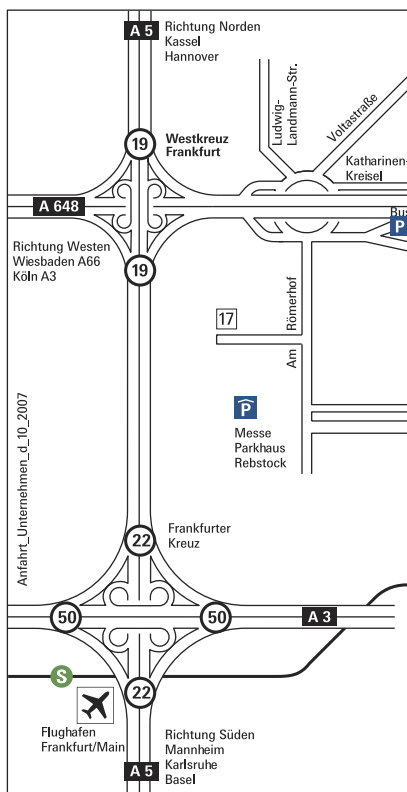 A 5
Richtung Norden
Kassel
Hannover
Ludwig-
Landmann-Str.
Voltastraße
19
Westkreuz
Frankfurt
Katharinen-
Kreisel
A 648
P
Richtung Westen
Wiesbaden A66
Köln A3
19
17
Am Römerhof
P
Messe
Parkhaus
Rebstock
Anfahrt_Unternehmen_d_10_2007
22
Frankfurter
Kreuz
50
50
A 3
S
22
Flughafen
Frankfurt/Main
Richtung Süden
Mannheim
Karlsruhe
Basel
A 5